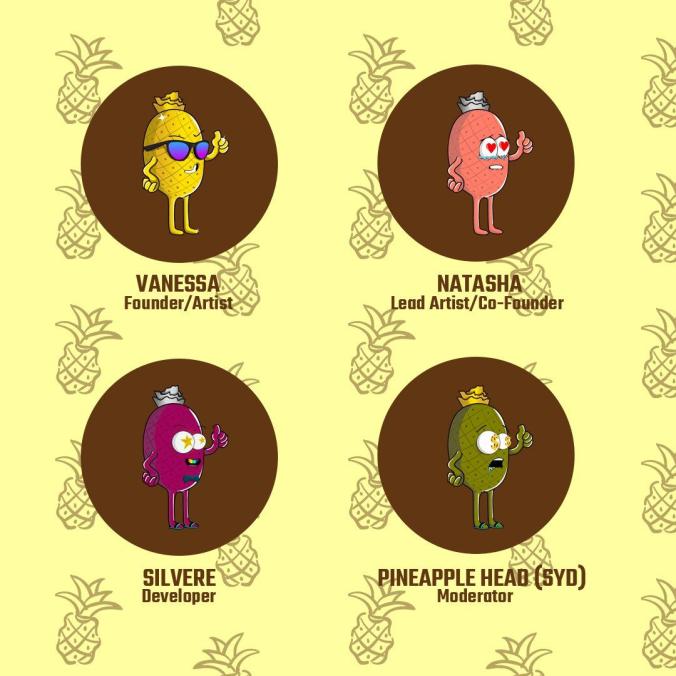 VANESSA
Founder/Artist
NATASHA
Lead Artist/Co-Founder
SILVERE
Developer
PINEAPPLE HEAD (SYD)
Moderator